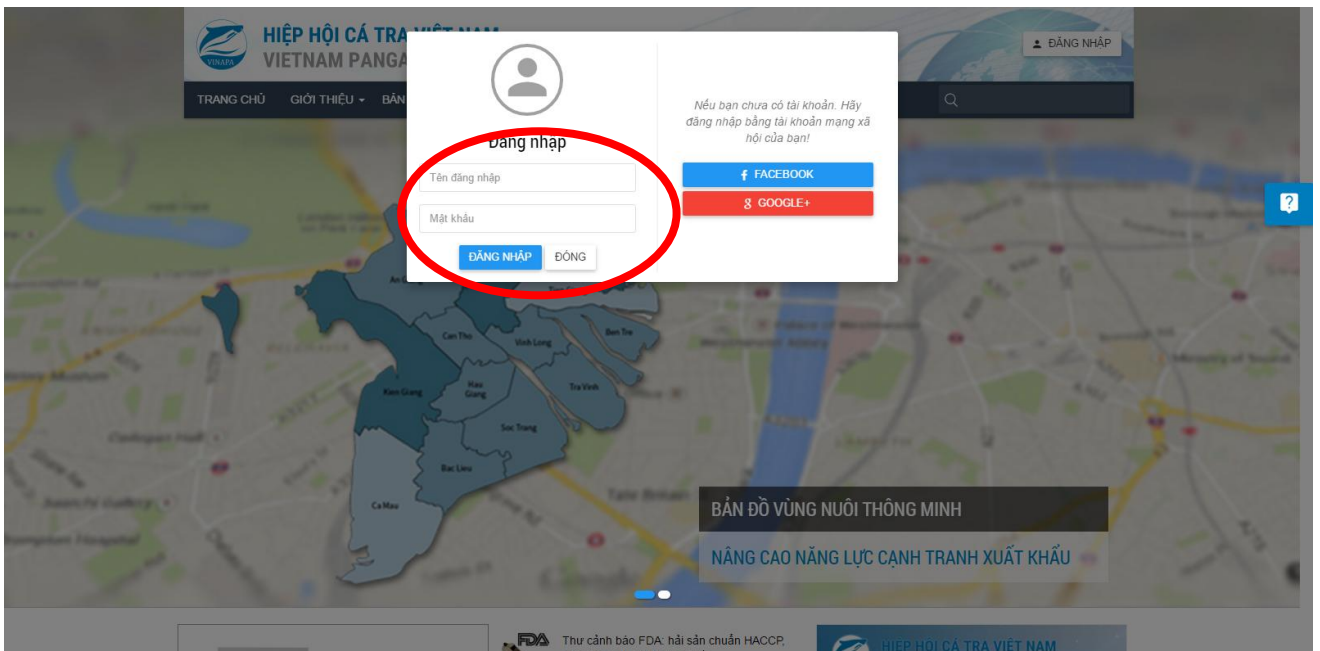 HIỆP HỘI CÁ TRA VIỆT NAM
VIETNAM PANGA
VINAPA
ĐĂNG NHẬP
TRANG CHỦ
GIỚI THIỆU
BẢN
Đăng nhập
Tên đăng nhập
Mật khẩu
ĐĂNG NHẬP
ĐÓNG
Nếu bạn chưa có tài khoản. Hãy
đăng nhập bằng tài khoản mạng xã
hội của bạn!
FACEBOOK
GOOGLE+
?
An G
Can Tho
Vinh Long
Ben Tre
Kien Giang
Hau
Giang
Tra Vinh
Soc Trang
Bac Lieu
Ca Mau
BẢN ĐỒ VÙNG NUÔI THÔNG MINH
NÂNG CAO NĂNG LỰC CẠNH TRANH XUẤT KHẨU
FDA
Thư cảnh báo FDA: hải sản chuẩn HACCP,
HIỆP HỘI CÁ TRA VIỆT NAM